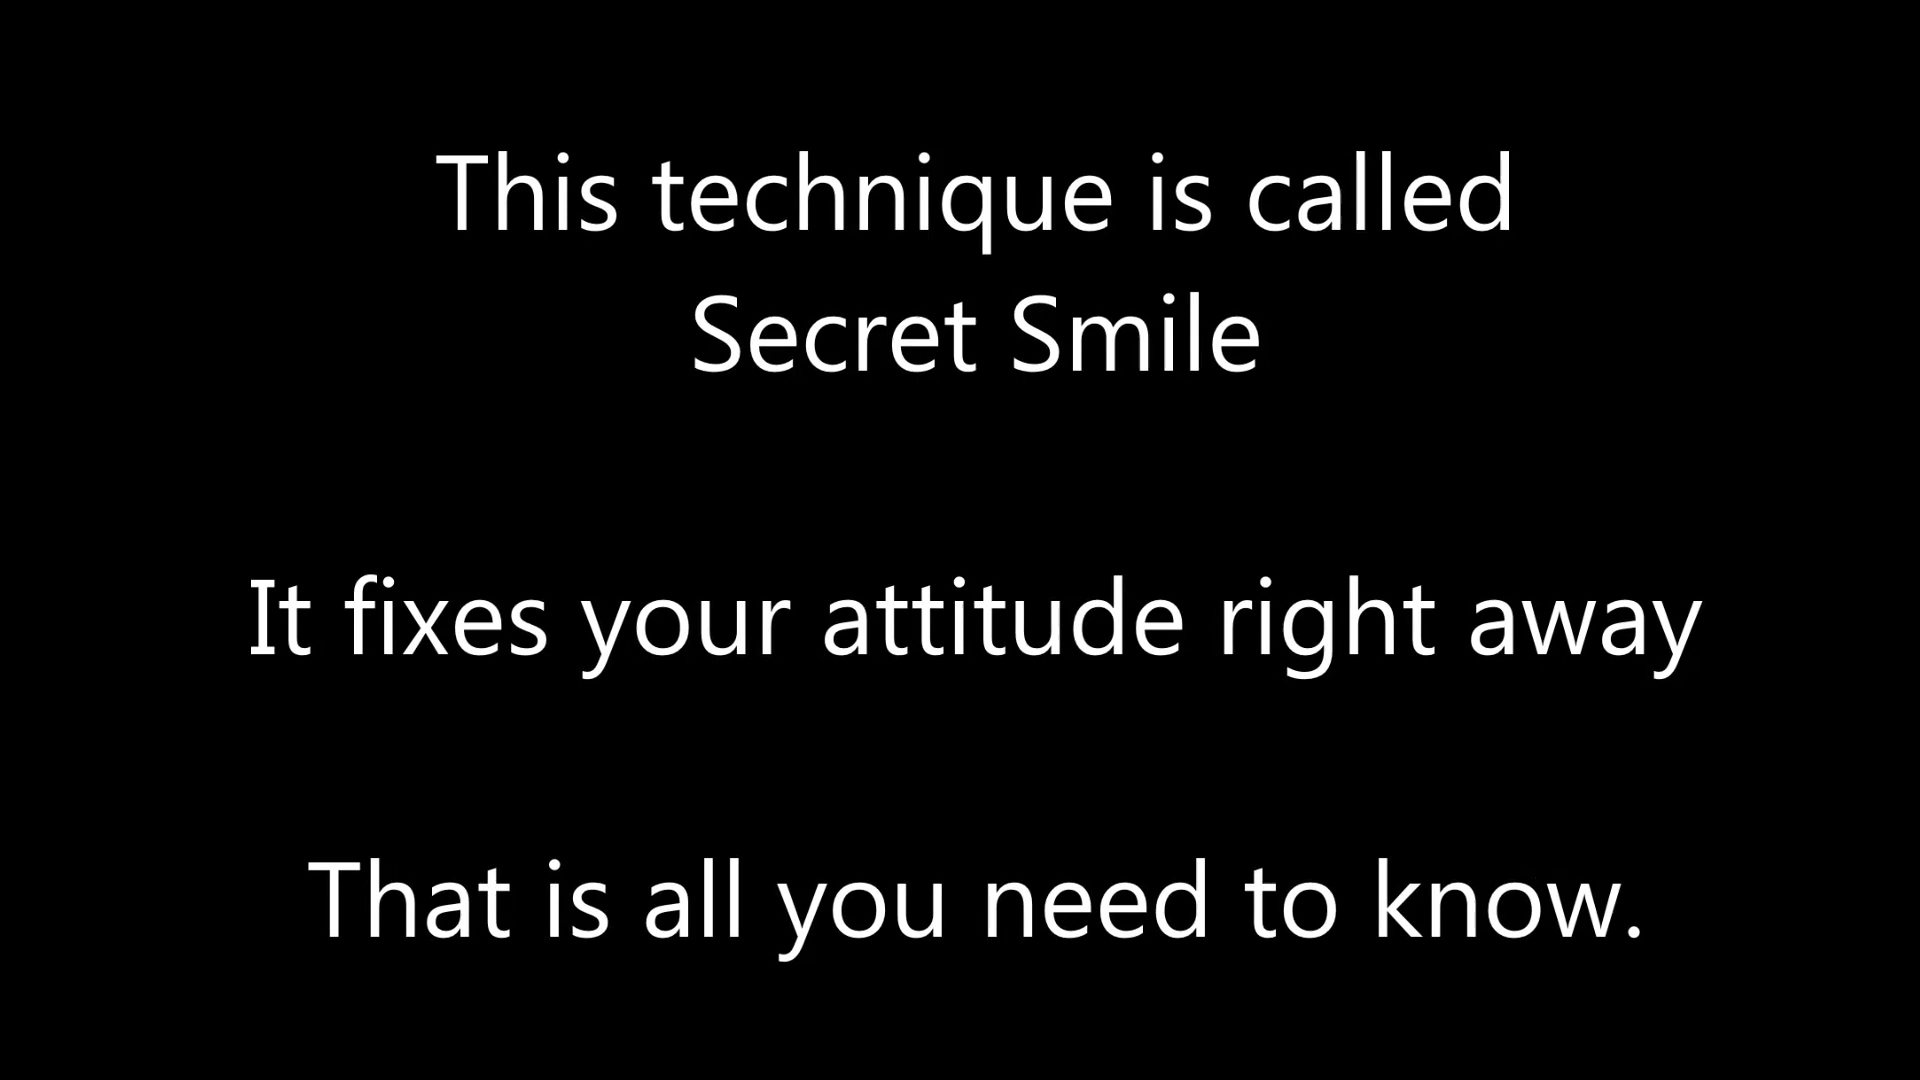 This technique is called
Secret Smile
It fixes your attitude right away
That is all you need to know.